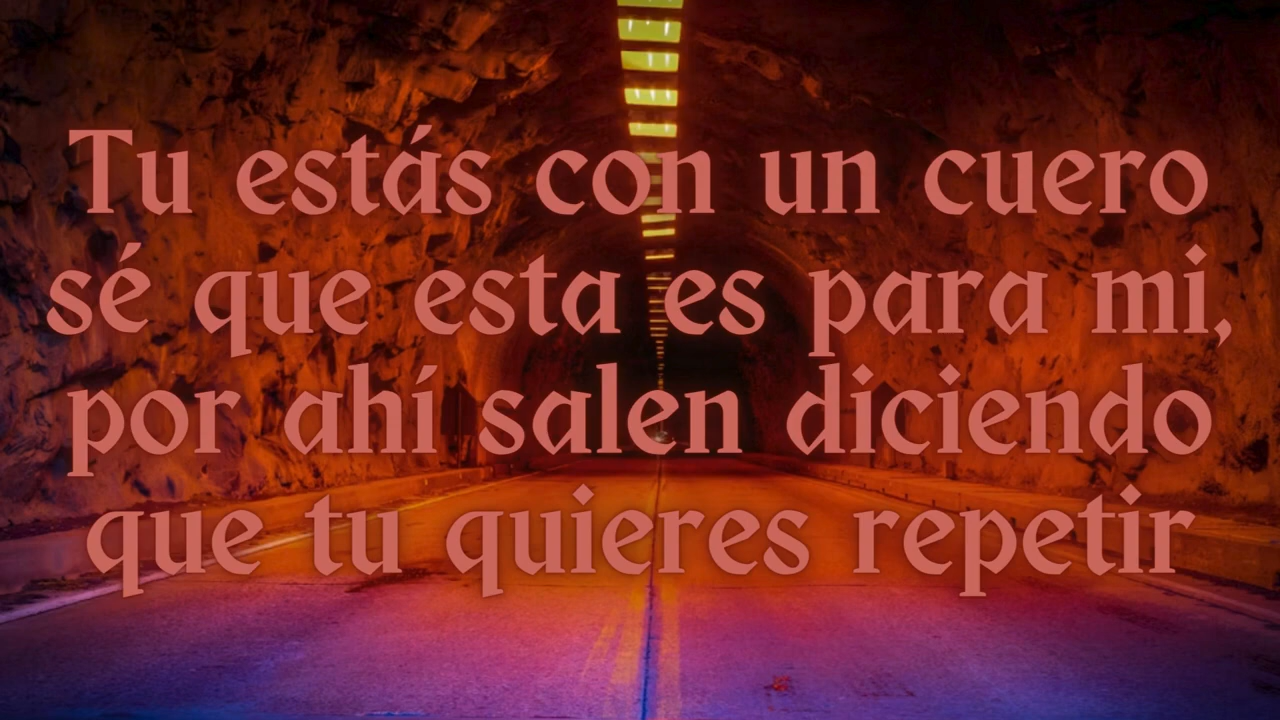 Tu estás con un cuero
sé que esta es para mi,
por ahí salen diciendo
que tu quieres repetir